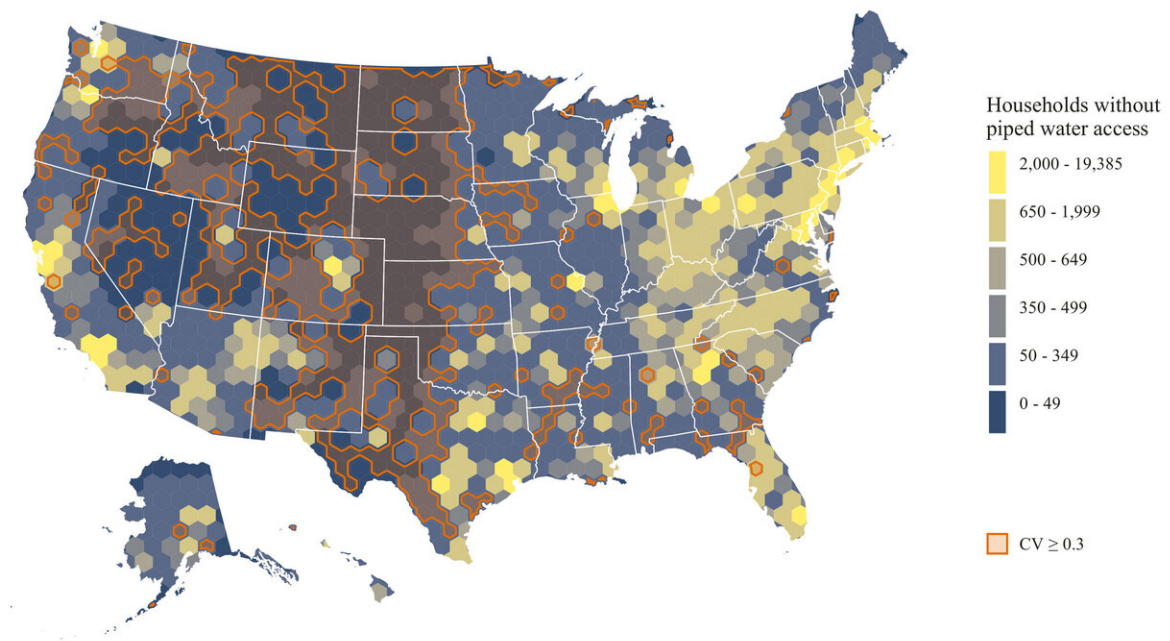 Households without
piped water access
2,000 - 19,385
650 - 1,999
500 - 649
350 - 499
50 - 349
0 - 49
CV ≥ 0.3